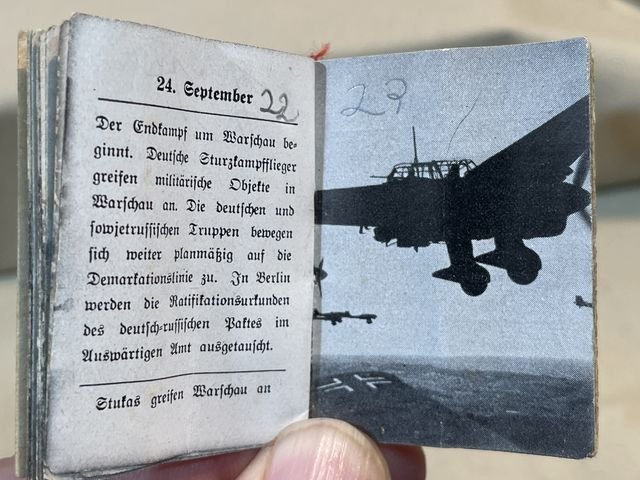 24. September 22
Der Endkampf um Warschau be-
ginnt. Deutsche Sturzkampfflieger
greifen militärische Objekte in
Warschau an. Die deutschen und
sowjetrussischen Truppen bewegen
sich weiter planmäßig auf die
Demarkationslinie zu. In Berlin
werden die Ratifikationsurkunden
des deutsch-russischen Paktes im
Auswärtigen Amt ausgetauscht.
Stukas greifen Warschau an
23